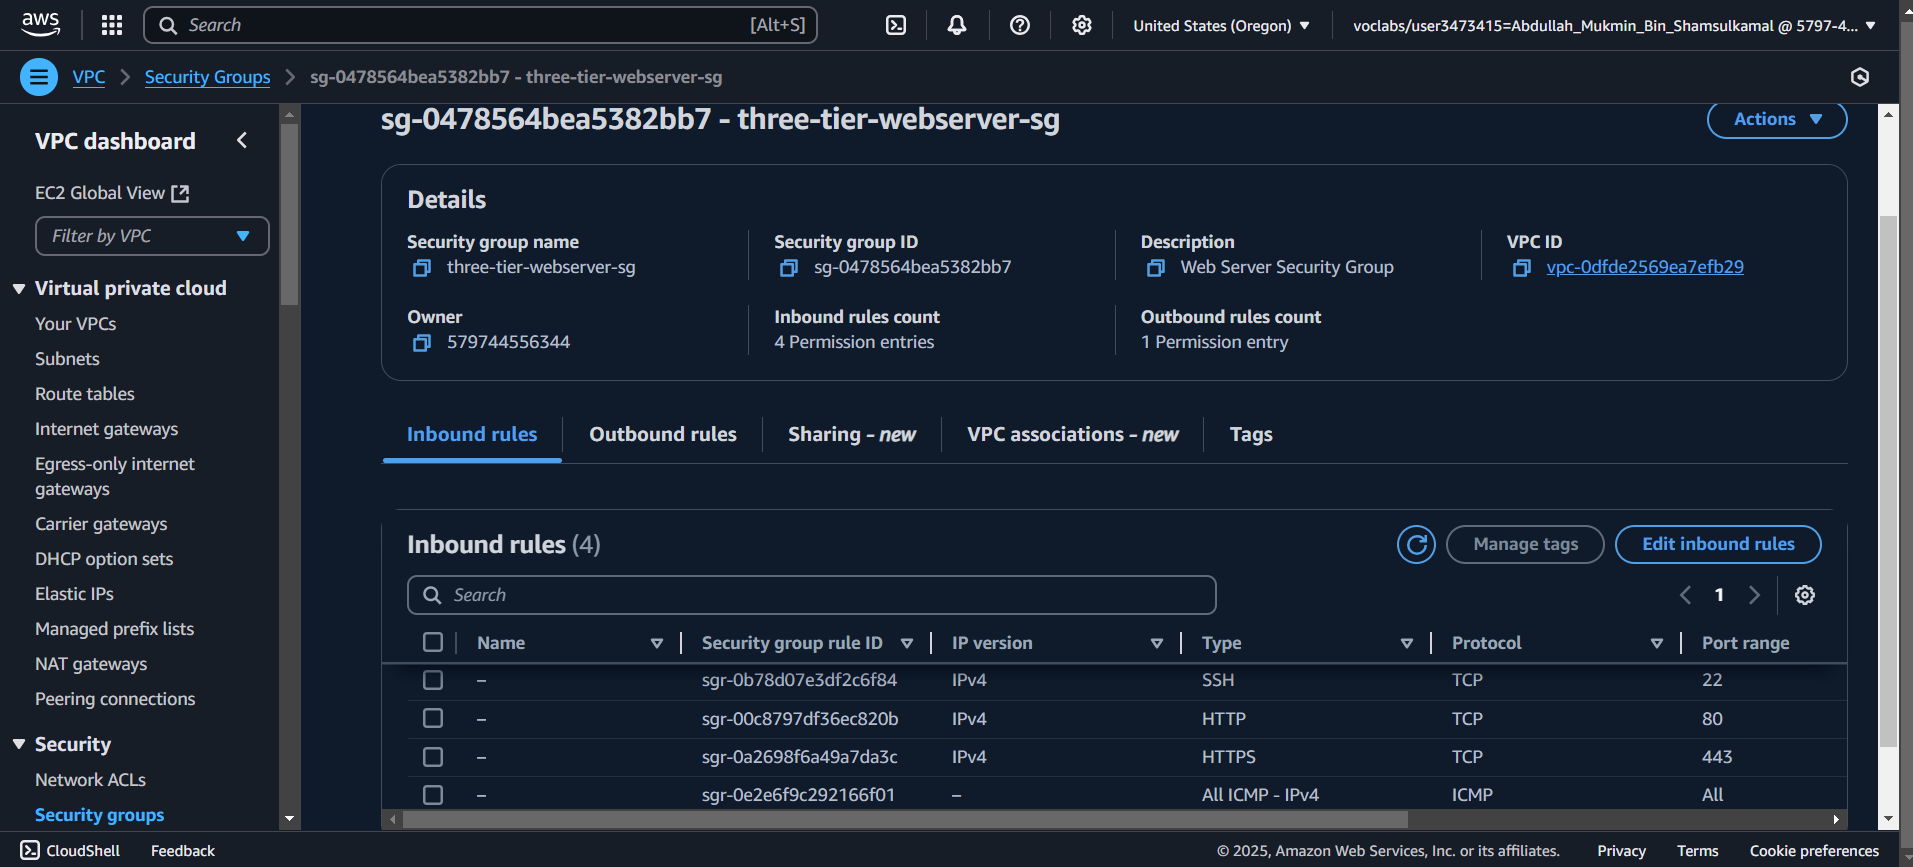 aws
Search
[Alt+S]
United States (Oregon)
voclabs/user3473415=Abdullah_Mukmin_Bin_Shamsulkamal @ 5797-4...
VPC
Security Groups
sg-0478564bea5382bb7 - three-tier-webserver-sg
VPC dashboard
EC2 Global View
Filter by VPC
Virtual private cloud
Your VPCs
Subnets
Route tables
Internet gateways
Egress-only internet
gateways
Carrier gateways
DHCP option sets
Elastic IPs
Managed prefix lists
NAT gateways
Peering connections
Security
Network ACLs
Security groups
sg-0478564bea5382bb7 - three-tier-webserver-sg
Actions
Details
Security group name
three-tier-webserver-sg
Security group ID
sg-0478564bea5382bb7
Description
Web Server Security Group
VPC ID
vpc-0dfde2569ea7efb29
Owner
579744556344
Inbound rules count
4 Permission entries
Outbound rules count
1 Permission entry
Inbound rules
Outbound rules
Sharing - new
VPC associations - new
Tags
Inbound rules (4)
Manage tags
Edit inbound rules
Search
1
Name Security group rule ID IP version Type Protocol Port range
– sgr-0b78d07e3df2c6f84 IPv4 SSH TCP 22
– sgr-00c8797df36ec820b IPv4 HTTP TCP 80
– sgr-0a2698f6a49a7da3c IPv4 HTTPS TCP 443
– sgr-0e2e6f9c292166f01 – All ICMP - IPv4 ICMP All
CloudShell
Feedback
© 2025, Amazon Web Services, Inc. or its affiliates.
Privacy
Terms
Cookie preferences